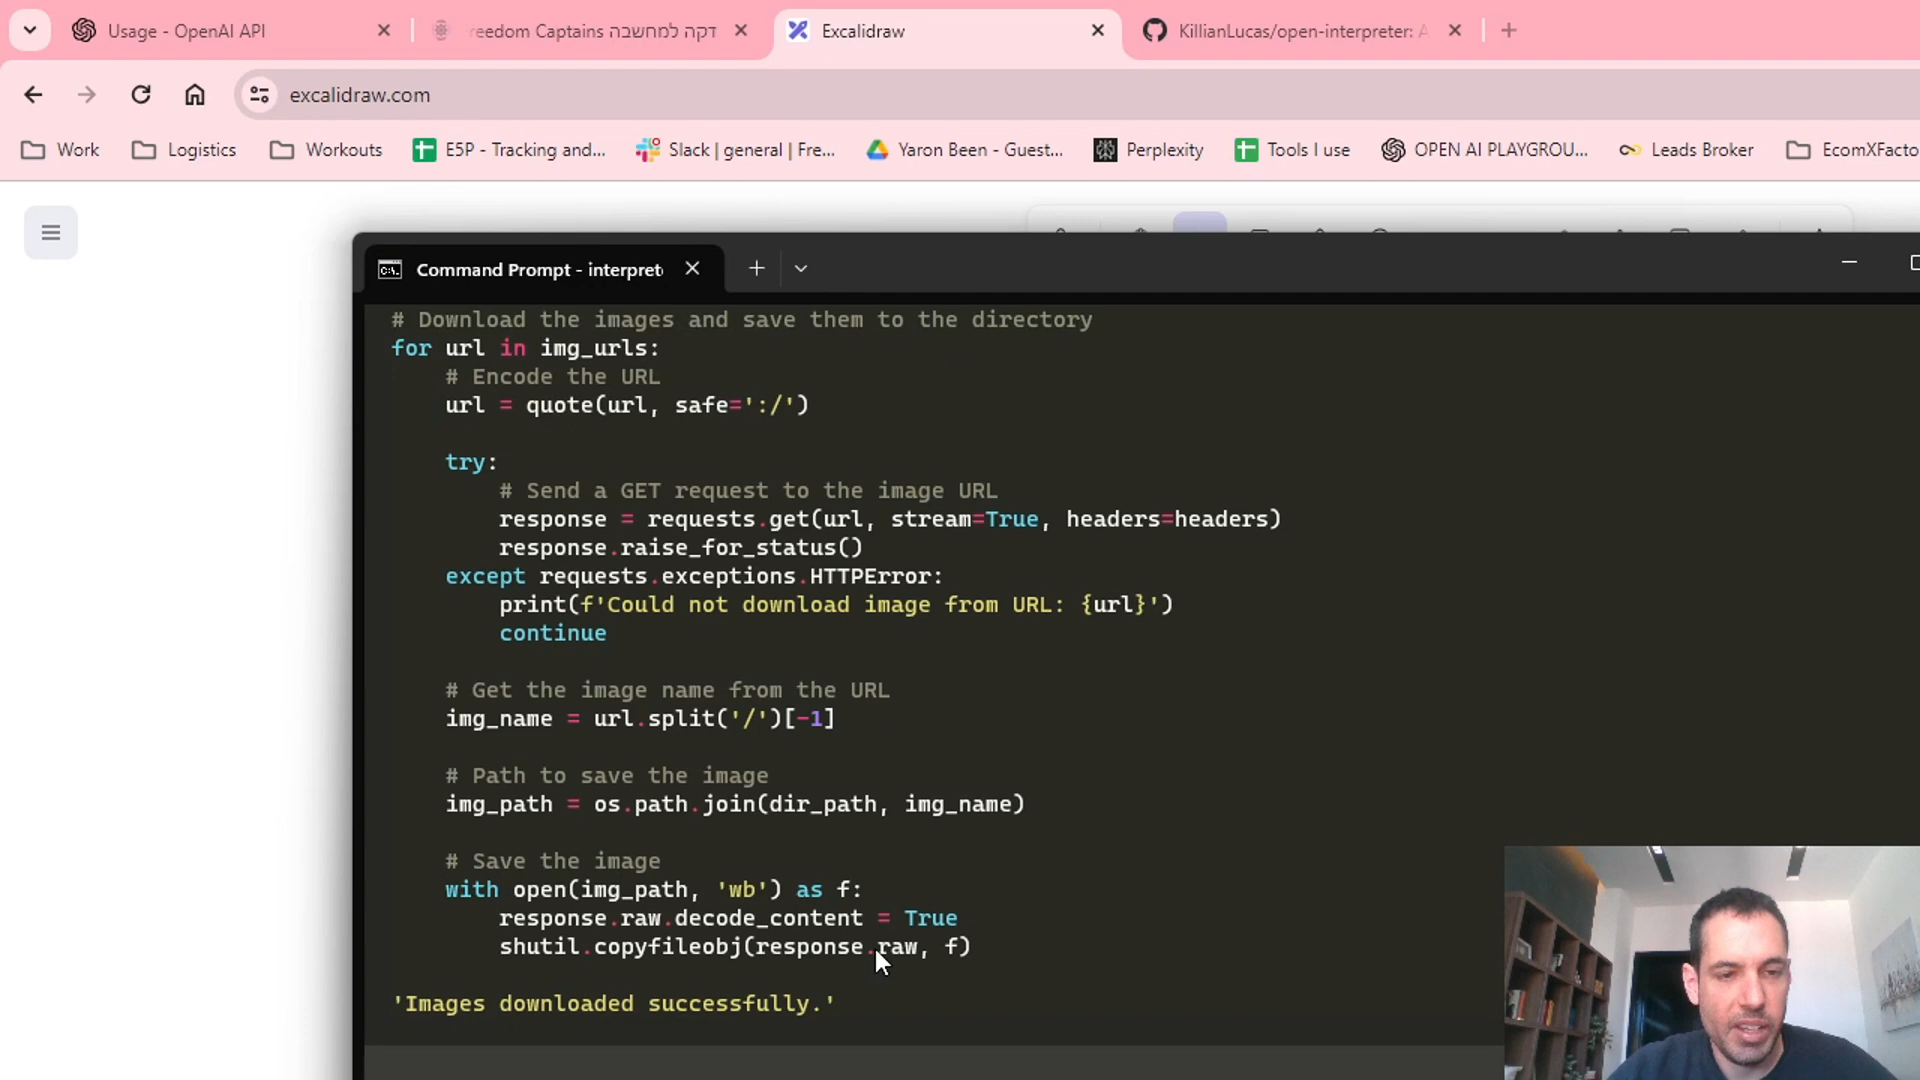 Usage - OpenAI API
reedom Captains דקה למחשבה
Excalidraw
KillianLucas/open-interpreter: A
excalidraw.com
Work
Logistics
Workouts
E5P - Tracking and...
Slack | general | Fre...
Yaron Been - Guest...
Perplexity
Tools I use
OPEN AI PLAYGROU...
Leads Broker
EcomXFacto
Command Prompt - interpret
# Download the images and save them to the directory
for url in img_urls:
# Encode the URL
url = quote(url, safe=':/')
try:
# Send a GET request to the image URL
response = requests.get(url, stream=True, headers=headers)
response.raise_for_status()
except requests.exceptions.HTTPError:
print(f'Could not download image from URL: {url}')
continue
# Get the image name from the URL
img_name = url.split('/')[-1]
# Path to save the image
img_path = os.path.join(dir_path, img_name)
# Save the image
with open(img_path, 'wb') as f:
response.raw.decode_content = True
shutil.copyfileobj(response.raw, f)
'Images downloaded successfully.'